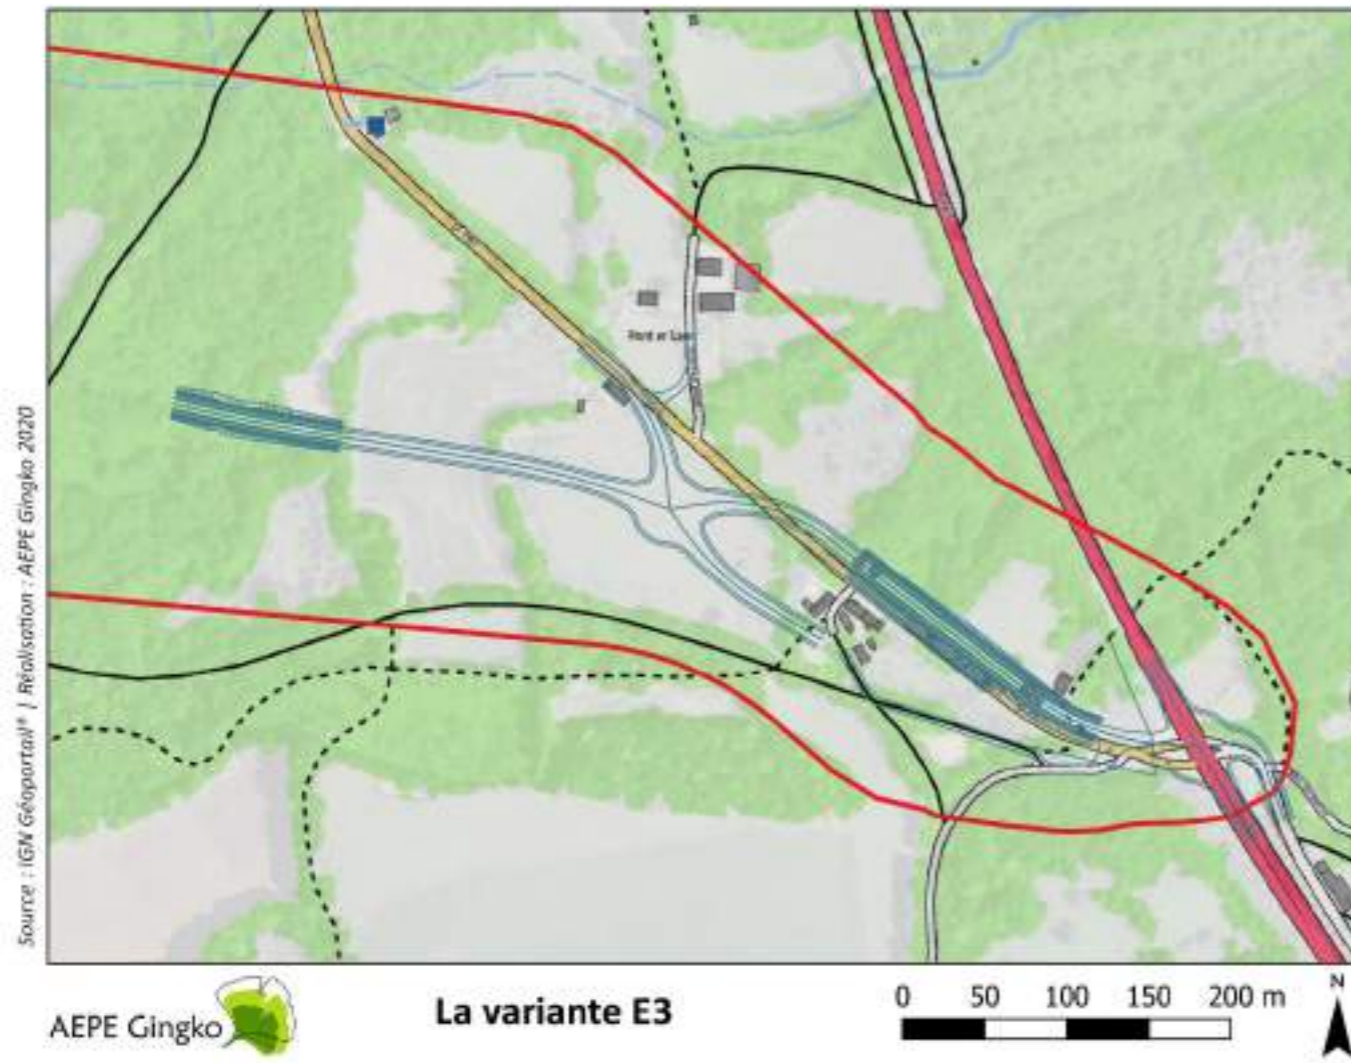 Source : IGN Géoportail® | Réalisation : AEPE Gingko 2020
AEPE Gingko
La variante E3
0 50 100 150 200 m
N